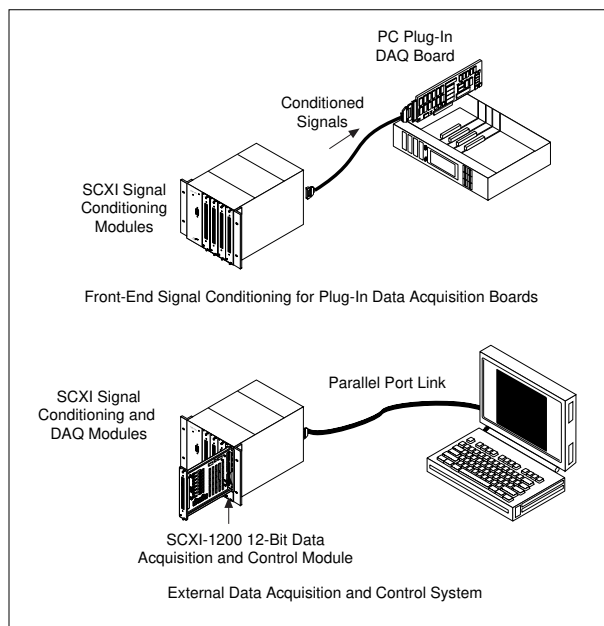 PC Plug-In
DAQ Board
Conditioned
Signals
SCXI Signal
Conditioning
Modules
Front-End Signal Conditioning for Plug-In Data Acquisition Boards
SCXI Signal
Conditioning and
DAQ Modules
Parallel Port Link
SCXI-1200 12-Bit Data
Acquisition and Control Module
External Data Acquisition and Control System